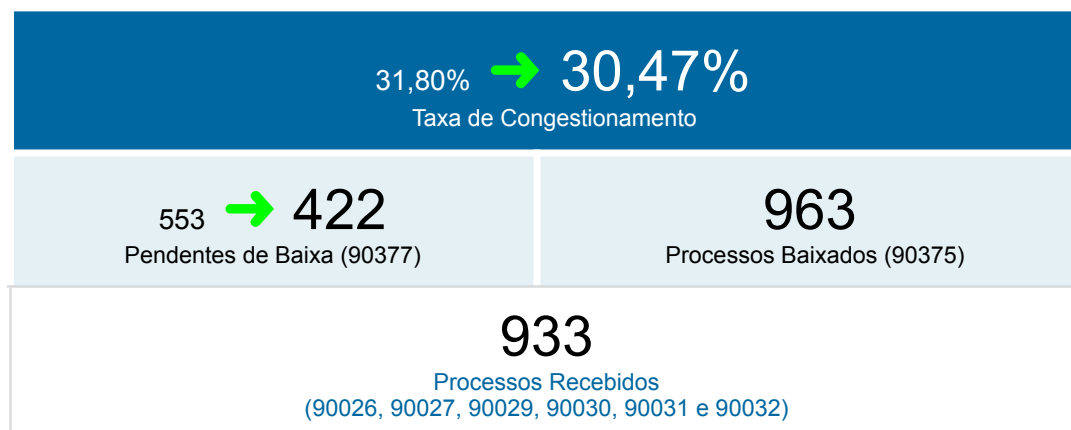 31,80% ➜ 30,47%
Taxa de Congestionamento
553 ➜ 422
Pendentes de Baixa (90377)
963
Processos Baixados (90375)
933
Processos Recebidos
(90026, 90027, 90029, 90030, 90031 e 90032)